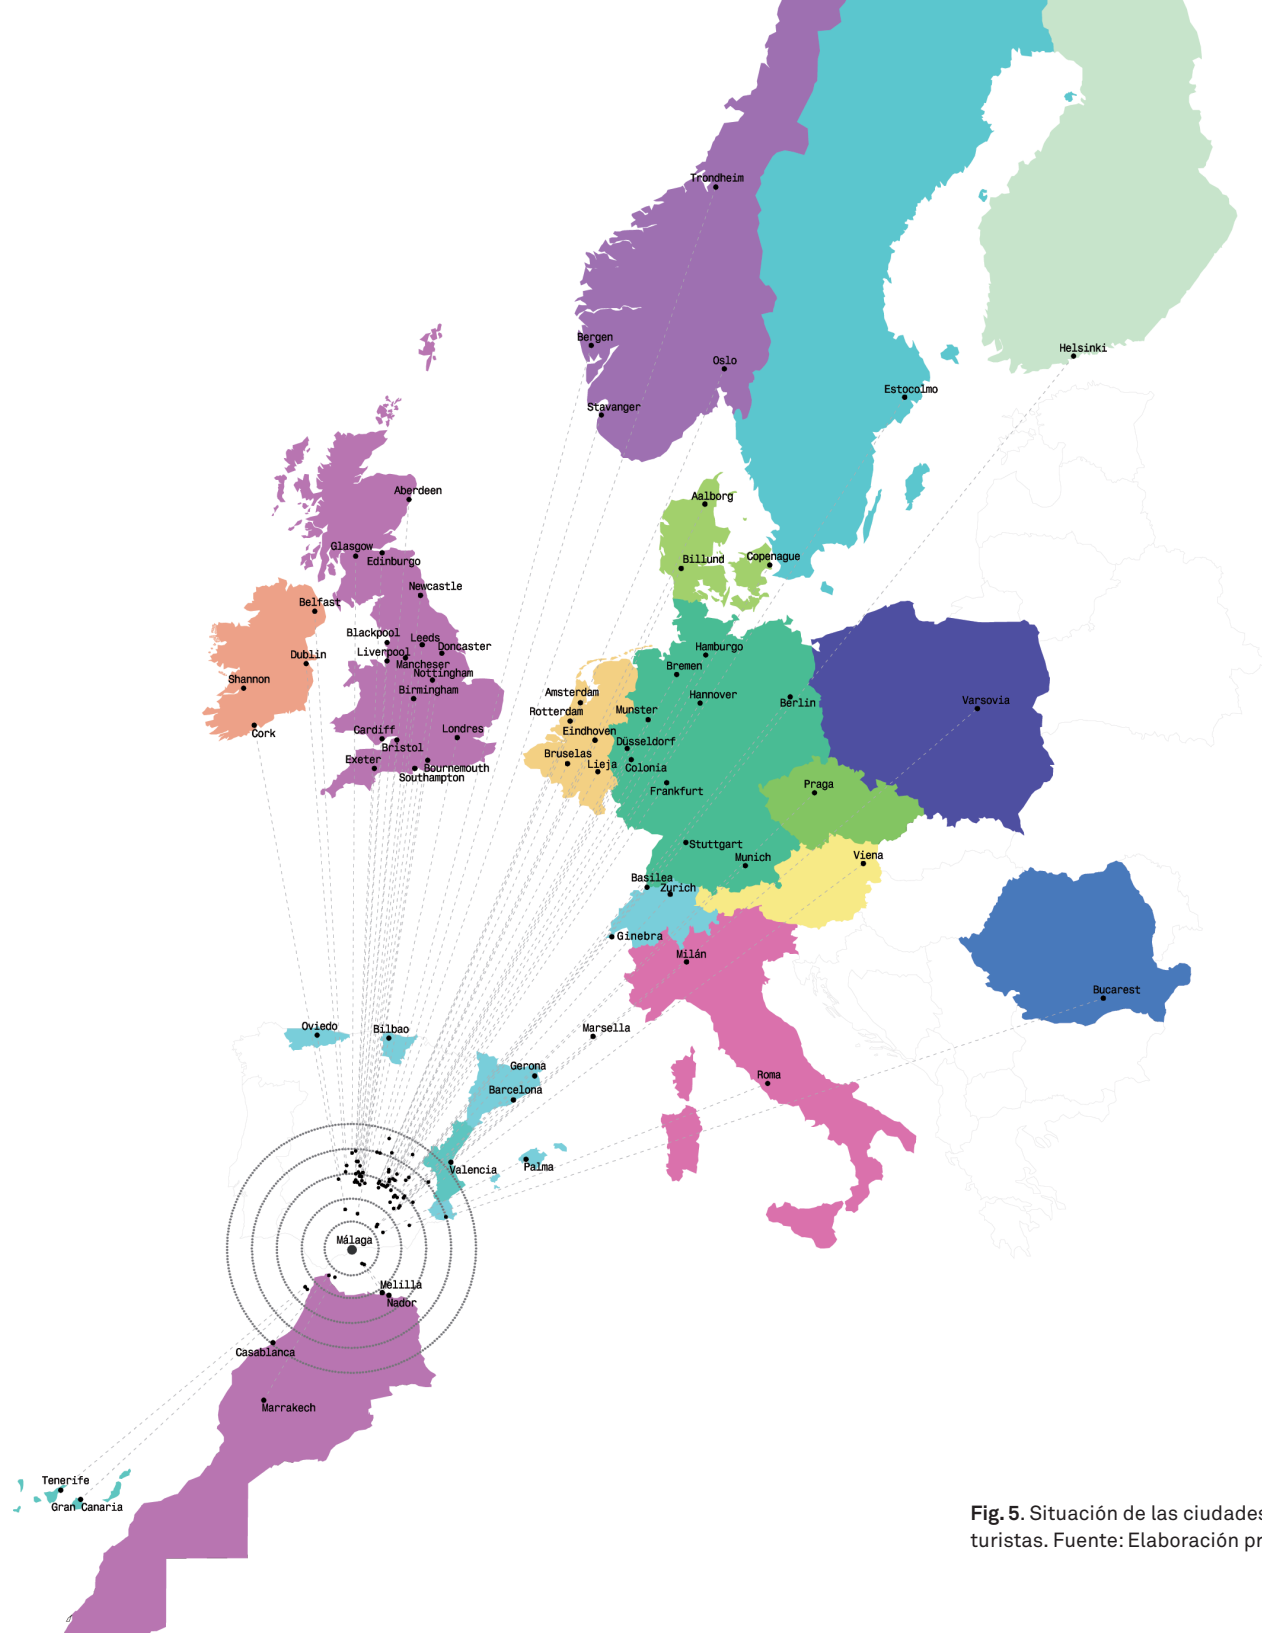 Trondheim
Bergen
Oslo
Helsinki
Estocolmo
Stavanger
Aberdeen
Aalborg
Glasgow
Edinburgo
Billund
Copenague
Newcastle
Belfast
Blackpool
Leeds
Doncaster
Liverpool
Mancheser
Nottingham
Dublin
Shannon
Birmingham
Cork
Cardiff
Bristol
Londres
Exeter
Bournemouth
Southampton
Hamburgo
Bremen
Hannover
Berlin
Varsovia
Amsterdam
Rotterdam
Munster
Eindhoven
Düsseldorf
Bruselas
Lieja
Colonia
Frankfurt
Praga
Stuttgart
Munich
Viena
Basilea
Zurich
Ginebra
Milán
Bucarest
Oviedo
Bilbao
Marsella
Gerona
Barcelona
Roma
Valencia
Palma
Málaga
Melilla
Nador
Casablanca
Marrakech
Tenerife
Gran Canaria
Fig. 5. Situación de las ciudades
turistas. Fuente: Elaboración pr